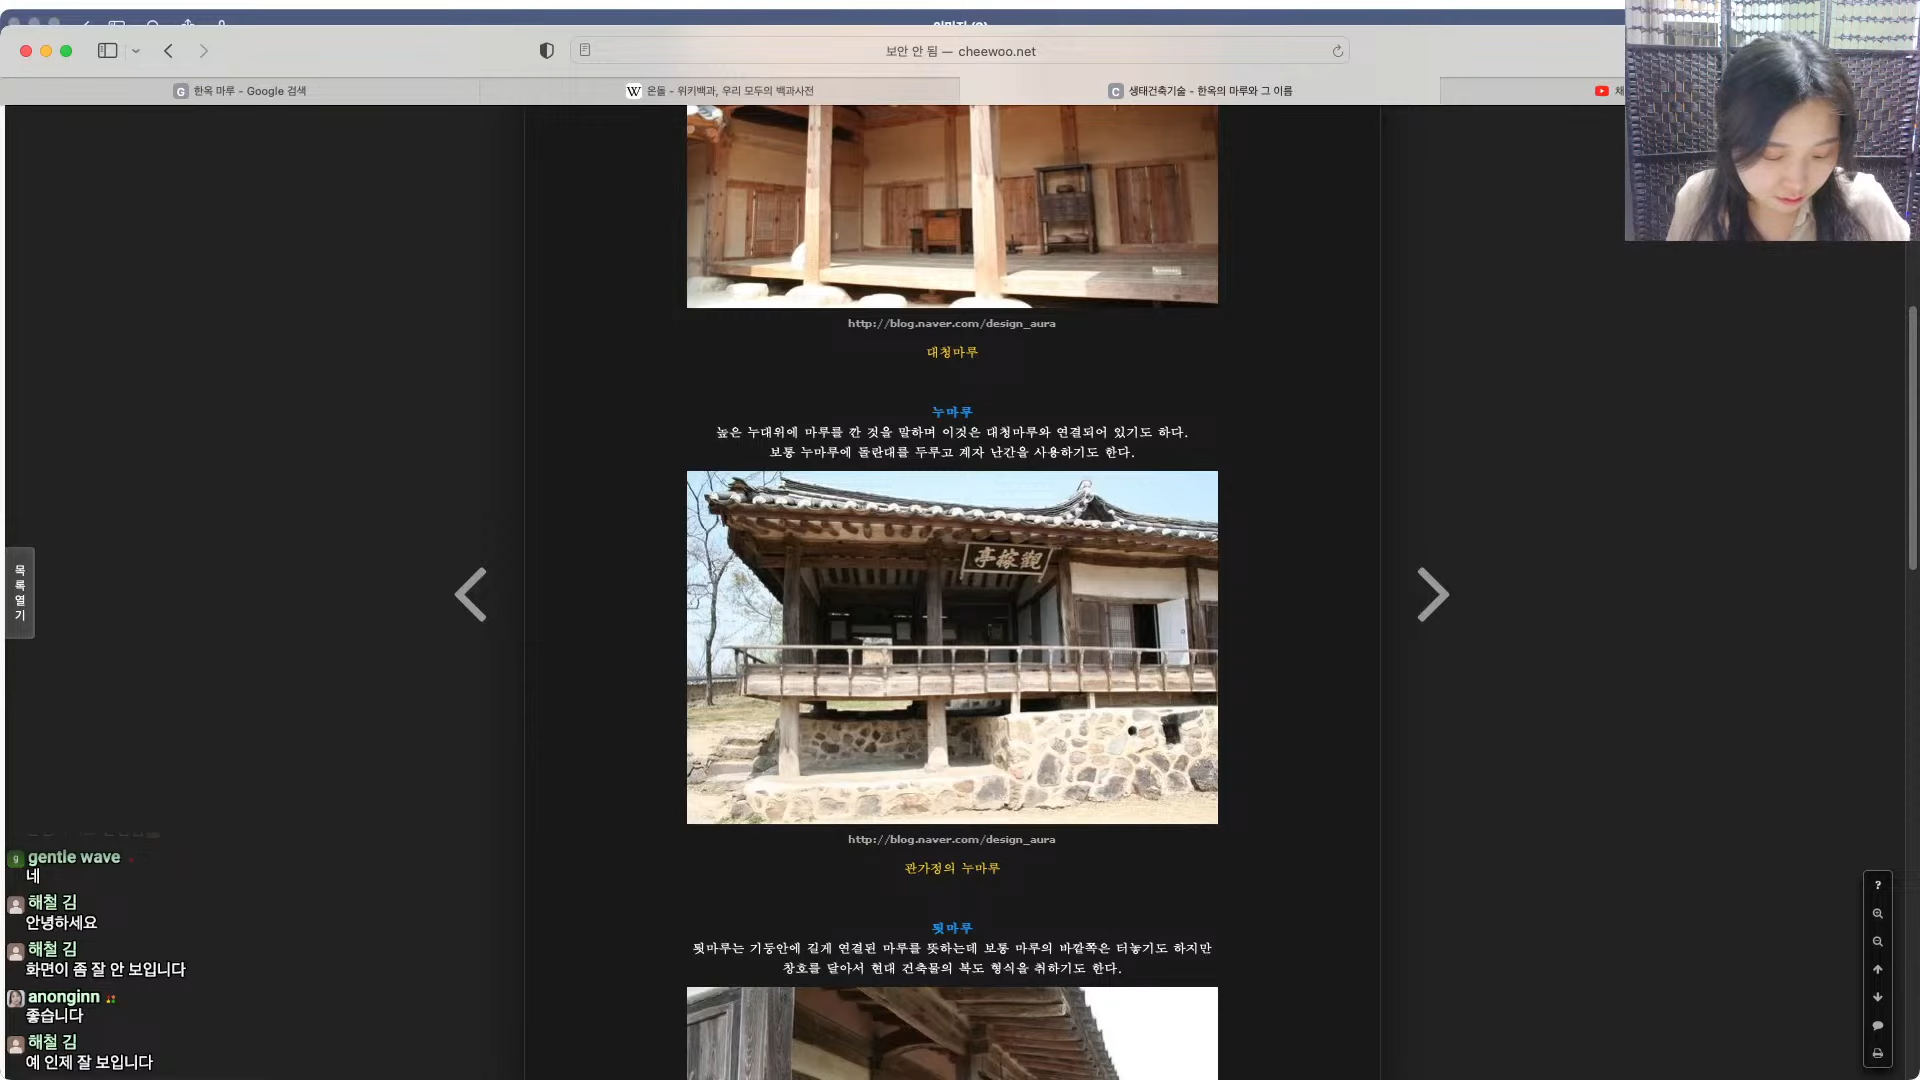 보안 안 됨 — cheewoo.net
한옥 마루 - Google 검색
온돌 - 위키백과, 우리 모두의 백과사전
생태건축기술 - 한옥의 마루와 그 이름
http://blog.naver.com/design_aura
대청마루
누마루
높은 누대위에 마루를 깐 것을 말하며 이것은 대청마루와 연결되어 있기도 하다.
보통 누마루에 돌란대를 두루고 계자 난간을 사용하기도 한다.
亭稼觀
http://blog.naver.com/design_aura
관가정의 누마루
툇마루
툇마루는 기둥안에 길게 연결된 마루를 뜻하는데 보통 마루의 바깥쪽은 터놓기도 하지만
창호를 달아서 현대 건축물의 복도 형식을 취하기도 한다.
목록열기
gentle wave
네
해철 김
안녕하세요
해철 김
화면이 좀 잘 안 보입니다
anonginn
좋습니다
해철 김
예 인제 잘 보입니다